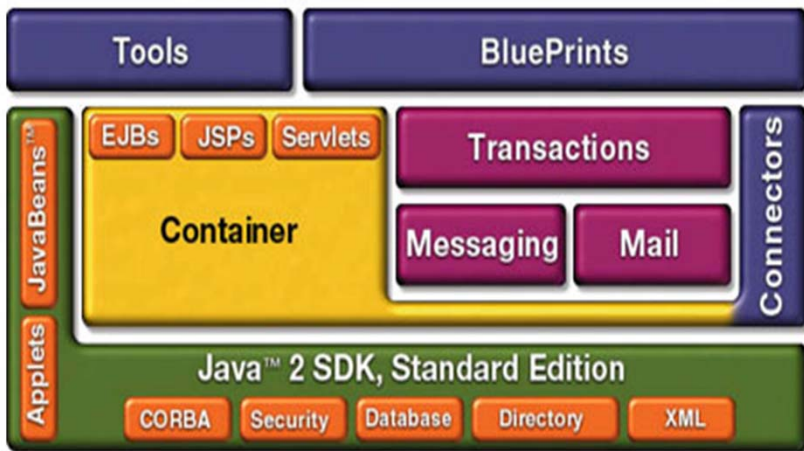 Tools
BluePrints
JavaBeans™
EJBs
JSPs
Servlets
Transactions
Connectors
Container
Messaging
Mail
Applets
Java™ 2 SDK, Standard Edition
CORBA
Security
Database
Directory
XML